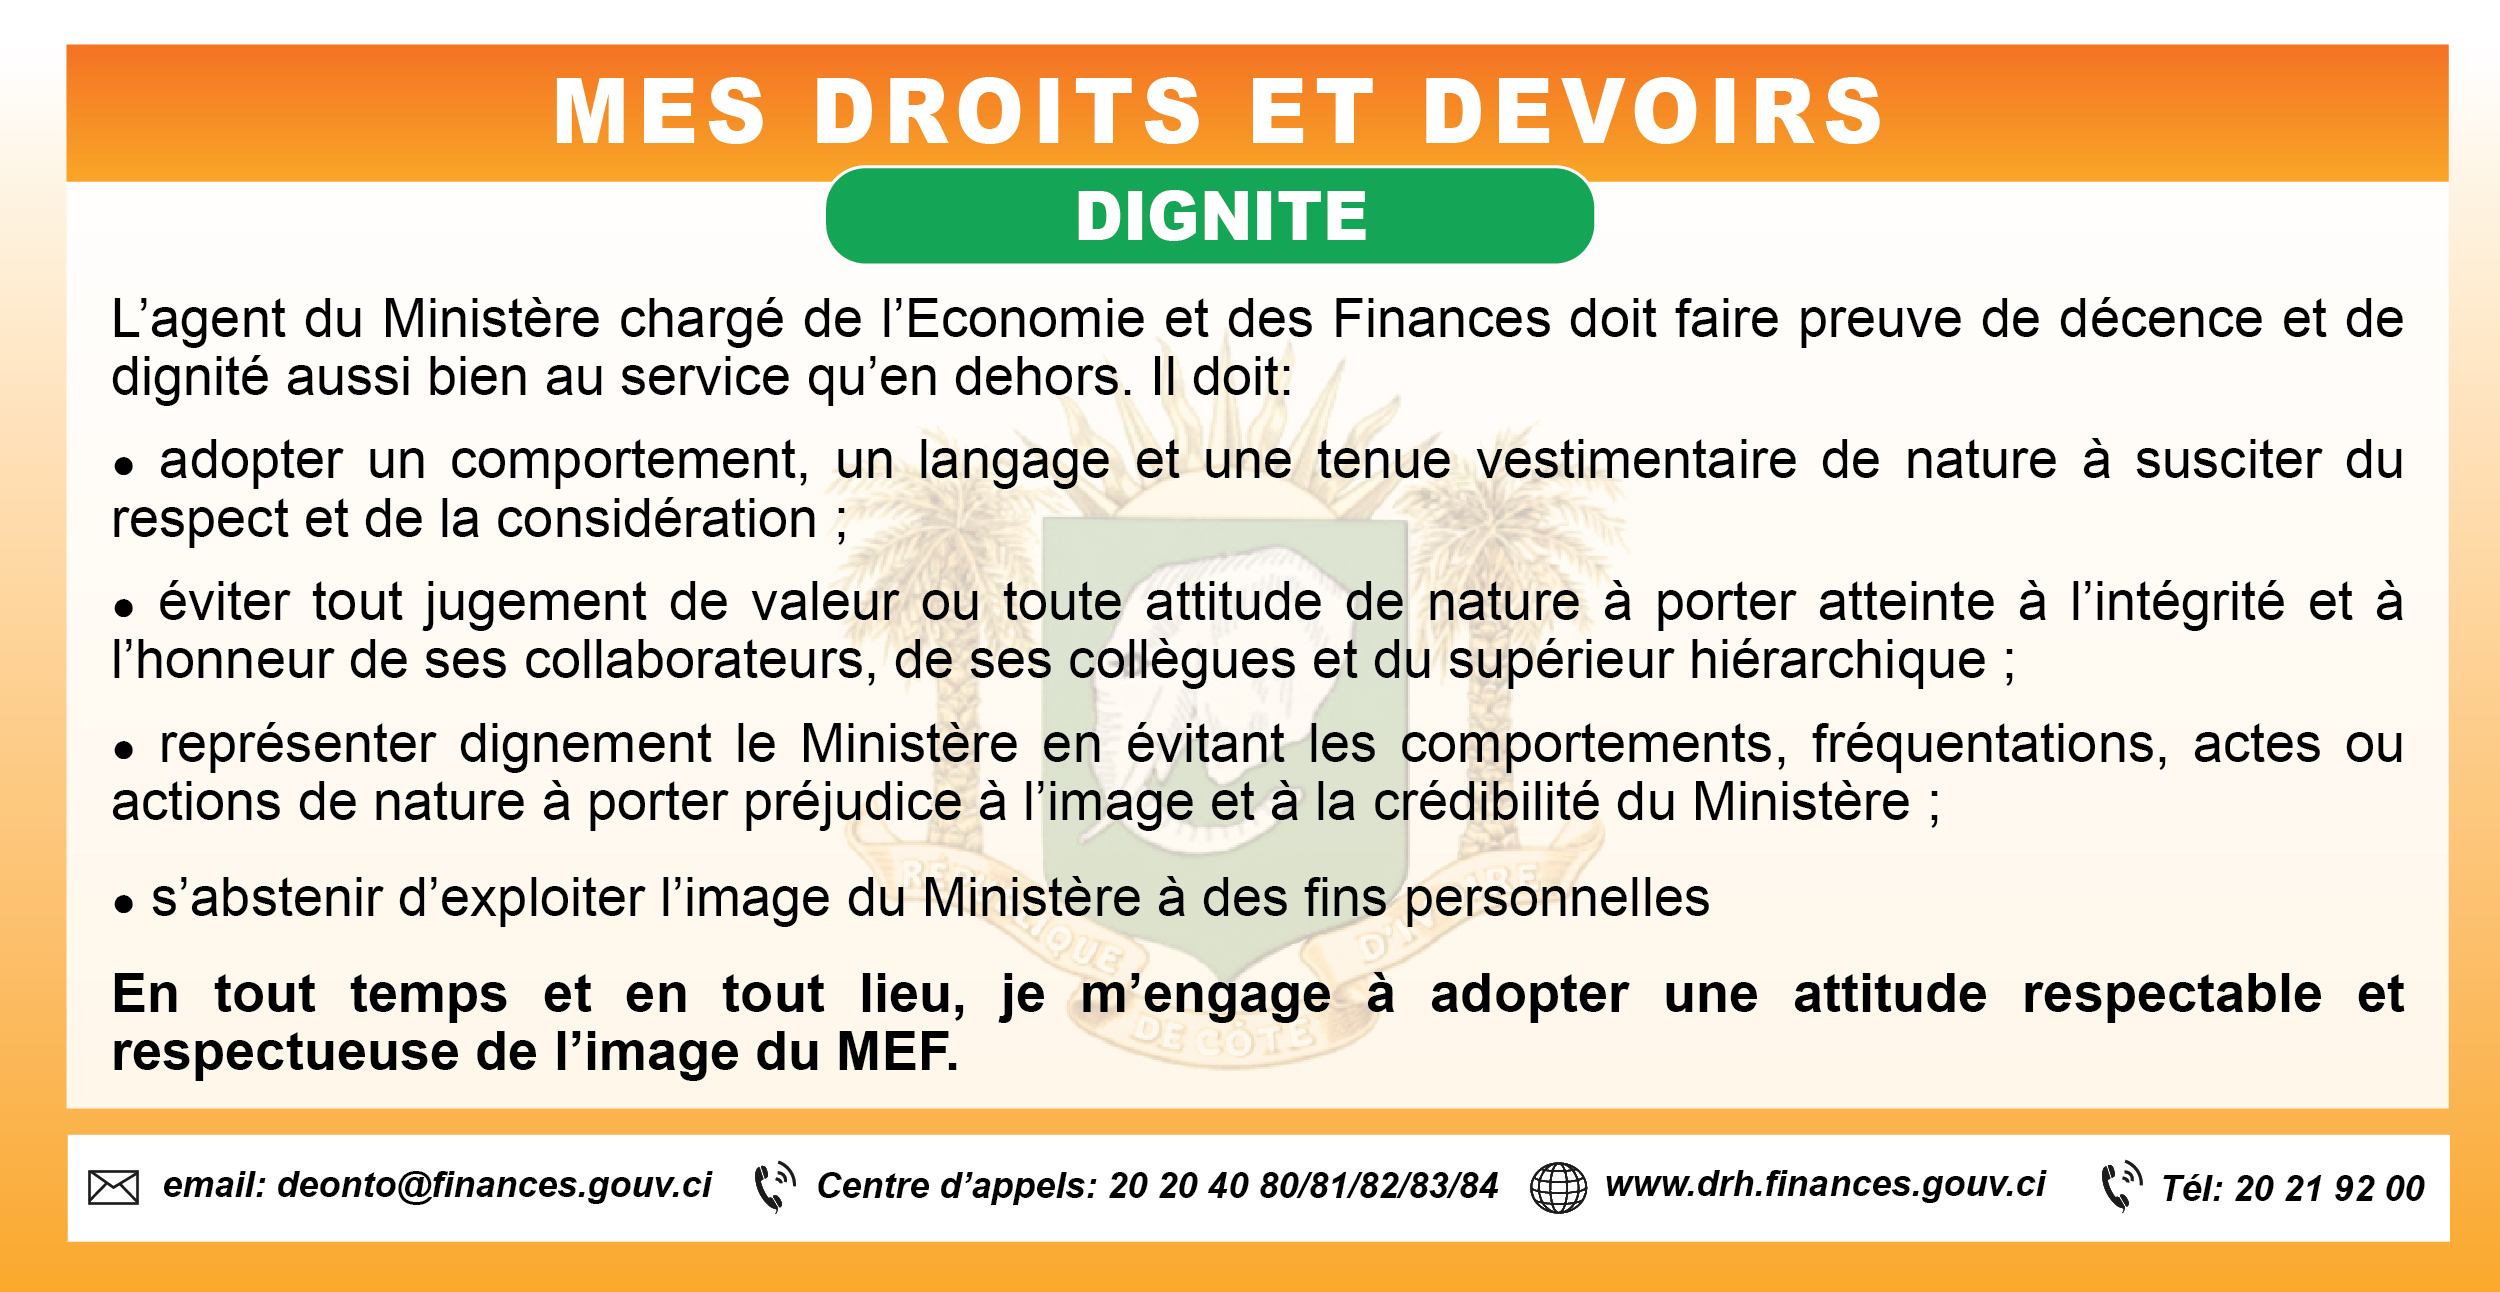 MES DROITS ET DEVOIRS
DIGNITE
L’agent du Ministère chargé de l’Economie et des Finances doit faire preuve de décence et de
dignité aussi bien au service qu’en dehors. Il doit:
● adopter un comportement, un langage et une tenue vestimentaire de nature à susciter du
respect et de la considération ;
● éviter tout jugement de valeur ou toute attitude de nature à porter atteinte à l’intégrité et à
l’honneur de ses collaborateurs, de ses collègues et du supérieur hiérarchique ;
● représenter dignement le Ministère en évitant les comportements, fréquentations, actes ou
actions de nature à porter préjudice à l’image et à la crédibilité du Ministère ;
● s’abstenir d’exploiter l’image du Ministère à des fins personnelles
En tout temps et en tout lieu, je m’engage à adopter une attitude respectable et
respectueuse de l’image du MEF.
RÉPUBLIQUE DE CÔTE D'IVOIRE
email: deonto@finances.gouv.ci
Centre d’appels: 20 20 40 80/81/82/83/84
www.drh.finances.gouv.ci
Tél: 20 21 92 00